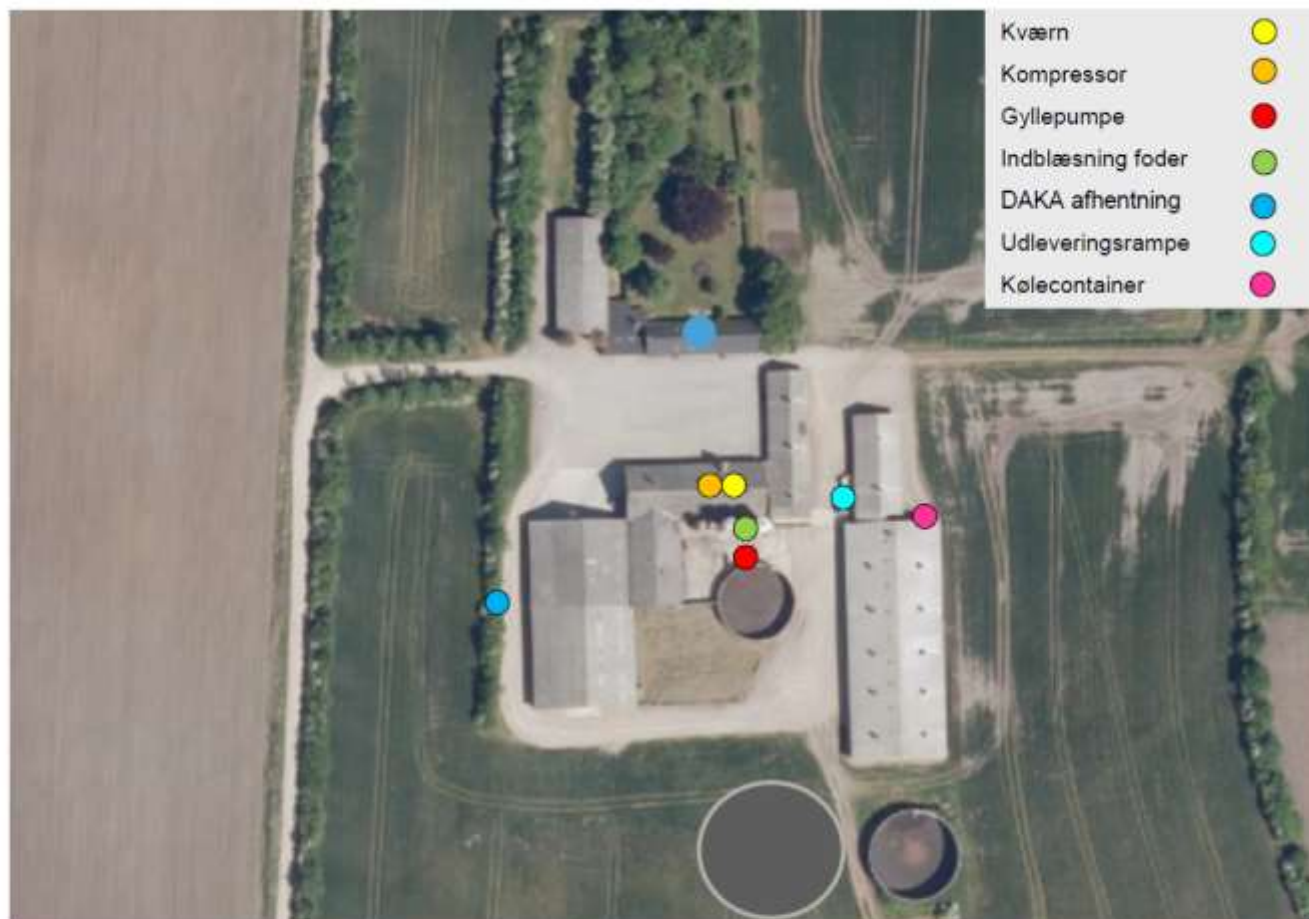 Kværn
Kompressor
Gyllepumpe
Indblæsning foder
DAKA afhentning
Udleveringsrampe
Kølecontainer